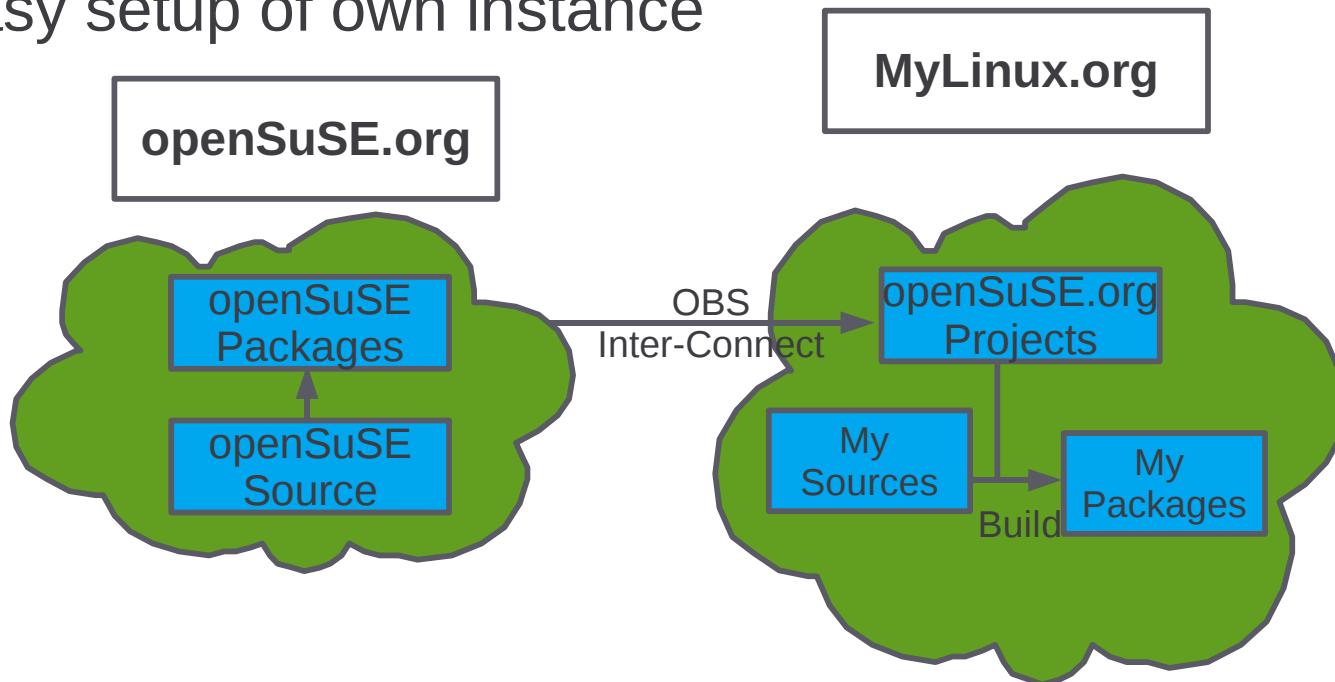 asy setup of own instance
MyLinux.org
openSuSE.org
openSuSE
Packages
openSuSE
Source
OBS
Inter-Connect
openSuSE.org
Projects
My
Sources
My
Packages
Build